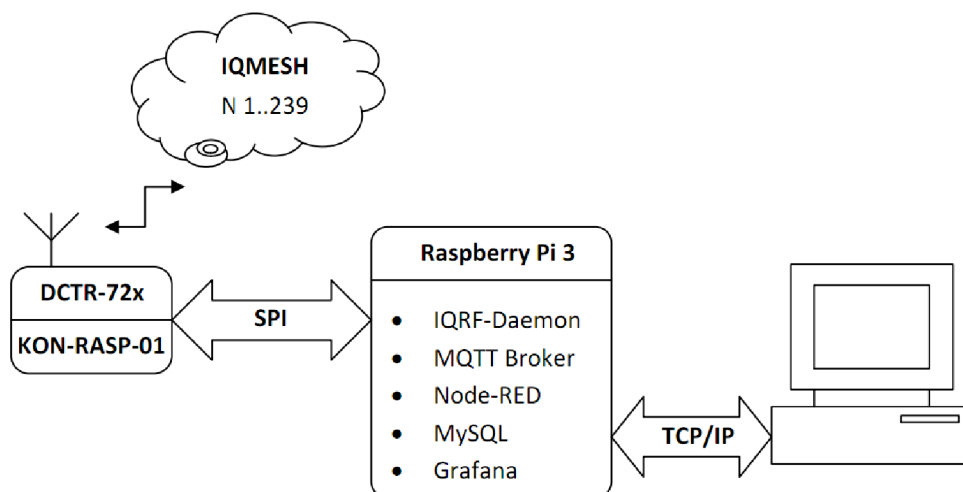 IQMESH
N 1..239
DCTR-72x
KON-RASP-01
SPI
Raspberry Pi 3
• IQRF-Daemon
• MQTT Broker
• Node-RED
• MySQL
• Grafana
TCP/IP